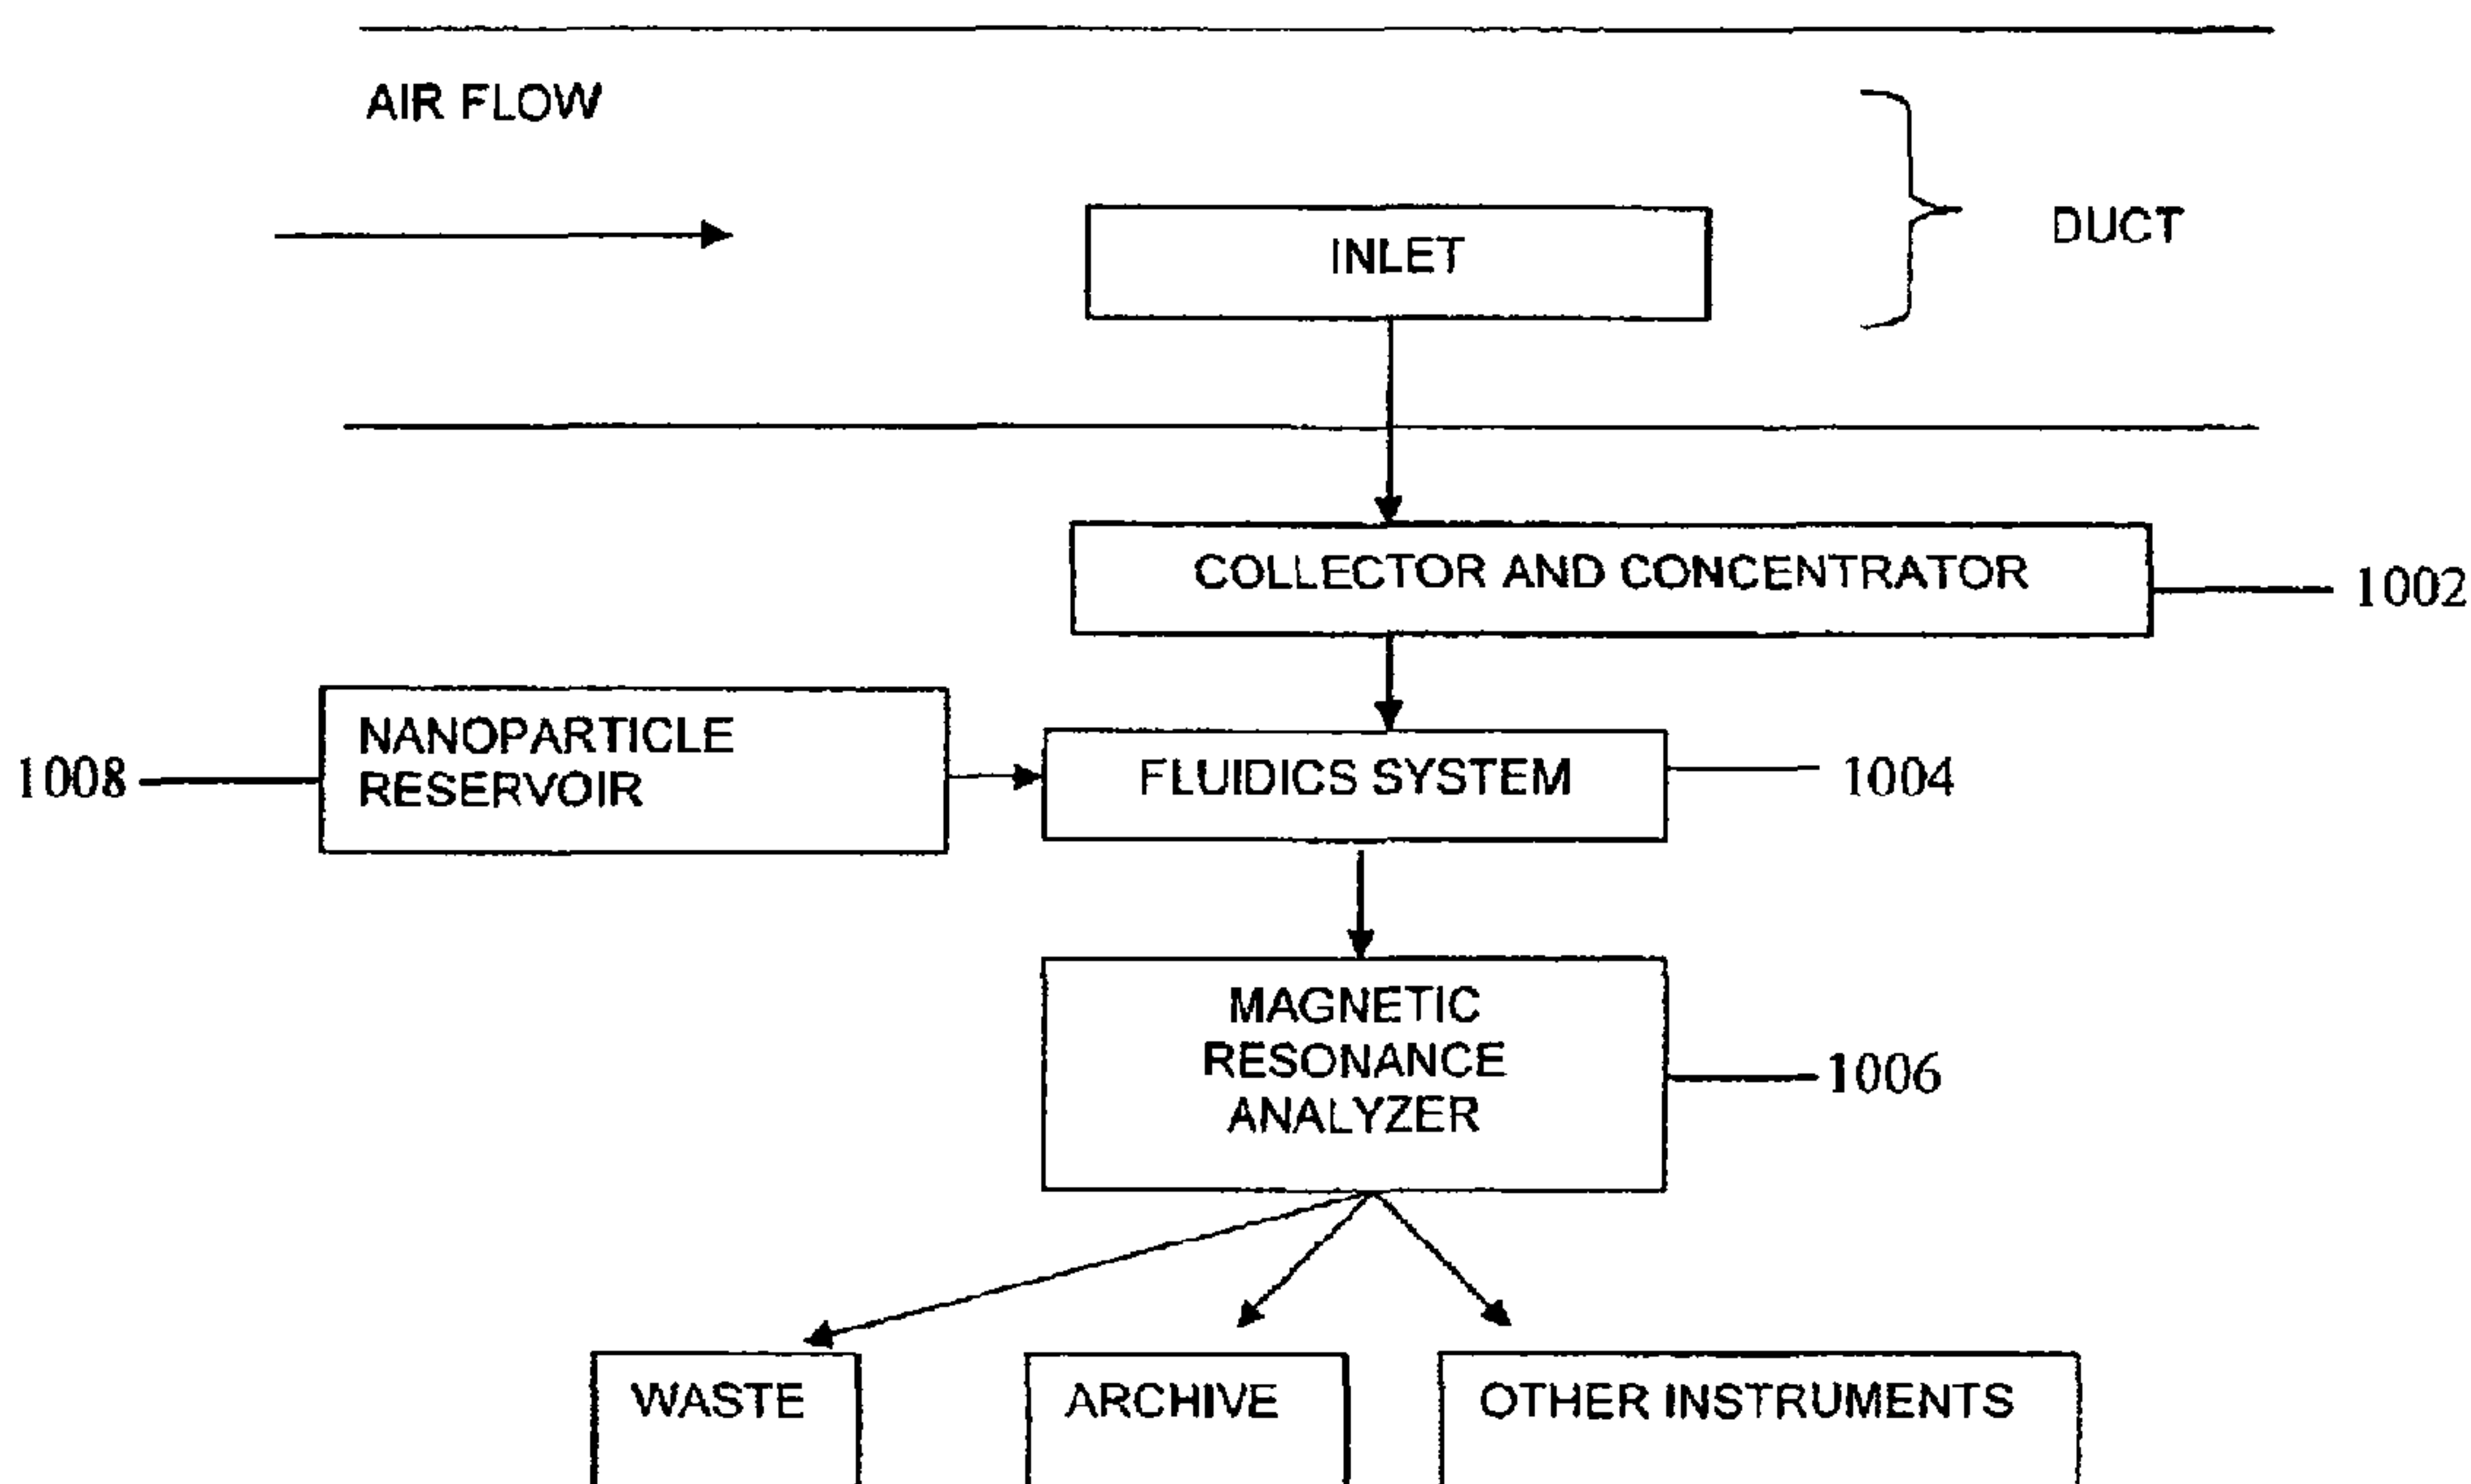 AIR FLOW
INLET
DUCT
COLLECTOR AND CONCENTRATOR
1002
1008
NANOPARTICLE
RESERVOIR
FLUIDICS SYSTEM
1004
MAGNETIC
RESONANCE
ANALYZER
1006
WASTE
ARCHIVE
OTHER INSTRUMENTS